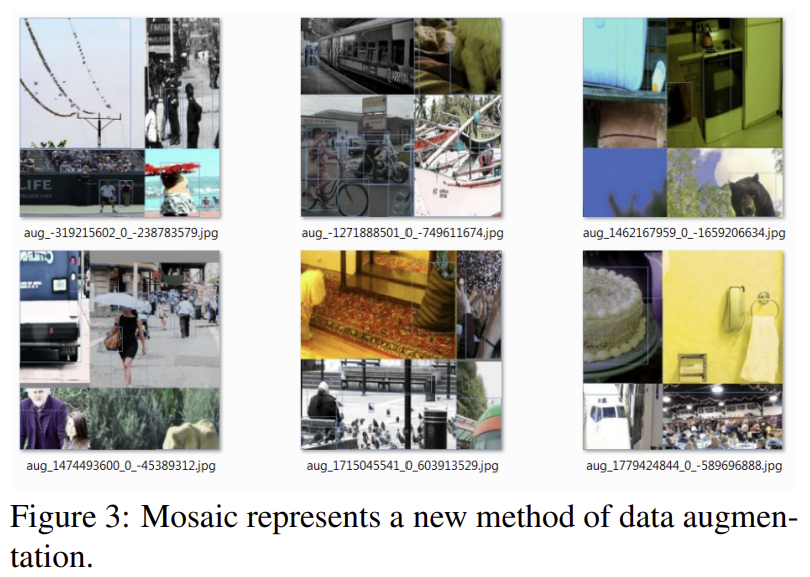 LIFE
aug_-319215602_0_-238783579.jpg
aug_-1271888501_0_-749611674.jpg
aug_1462167959_0_-1659206634.jpg
aug_1474493600_0_-45389312.jpg
aug_1715045541_0_603913529.jpg
aug_1779424844_0_-589696888.jpg
Figure 3: Mosaic represents a new method of data augmen-
tation.